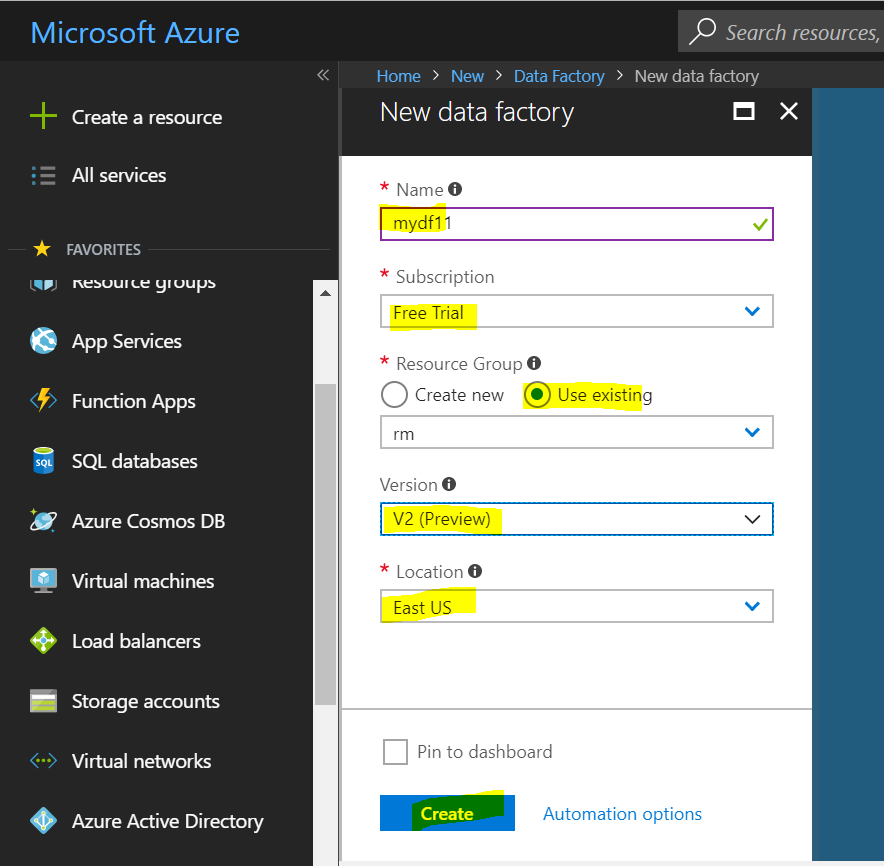 Microsoft Azure
Search resources,
Home > New > Data Factory > New data factory
Create a resource
All services
FAVORITES
Resource groups
App Services
Function Apps
SQL databases
Azure Cosmos DB
Virtual machines
Load balancers
Storage accounts
Virtual networks
Azure Active Directory
New data factory
* Name
mydf11
* Subscription
Free Trial
* Resource Group
Create new Use existing
rm
Version
V2 (Preview)
* Location
East US
Pin to dashboard
Create Automation options